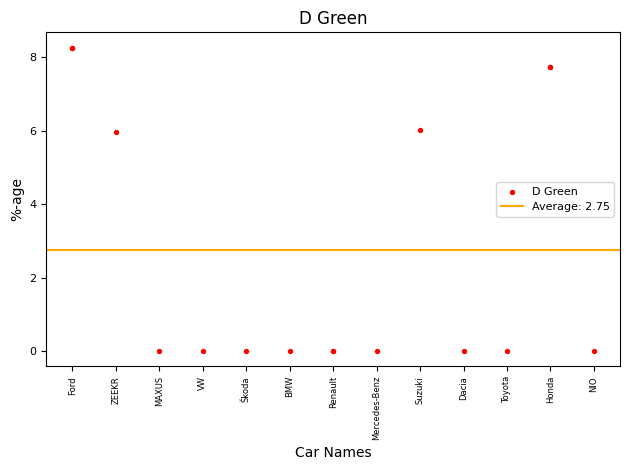 D Green
8
6
4
2
0
%-age
D Green
Average: 2.75
Ford
ZEEKR
MAXUS
VW
Škoda
BMW
Renault
Mercedes-Benz
Suzuki
Dacia
Toyota
Honda
NIO
Car Names